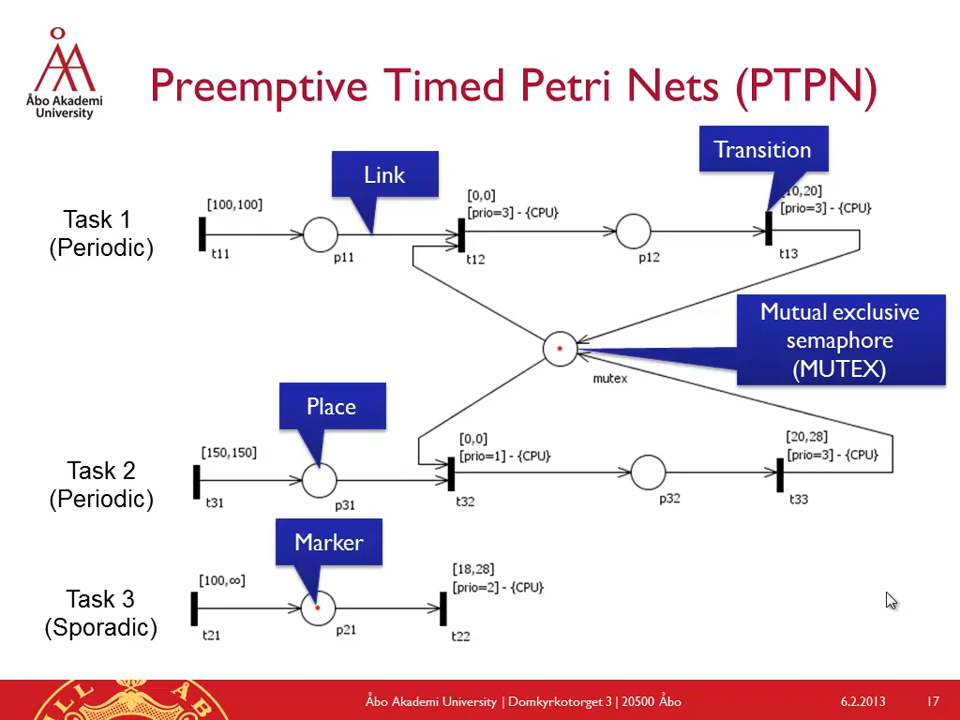 Åbo Akademi
University
Preemptive Timed Petri Nets (PTPN)
Transition
Link
Task 1
(Periodic)
[100,100]
t11
p11
[0,0]
[prio=3] - {CPU}
t12
p12
[10,20]
[prio=3] - {CPU}
t13
Mutual exclusive
semaphore
(MUTEX)
mutex
Place
Task 2
(Periodic)
[150,150]
t31
p31
[0,0]
[prio=1] - {CPU}
t32
p32
[20,28]
[prio=3] - {CPU}
t33
Marker
Task 3
(Sporadic)
[100,∞]
t21
p21
[18,28]
[prio=2] - {CPU}
t22
Åbo Akademi University | Domkyrkotorget 3 | 20500 Åbo
6.2.2013
17